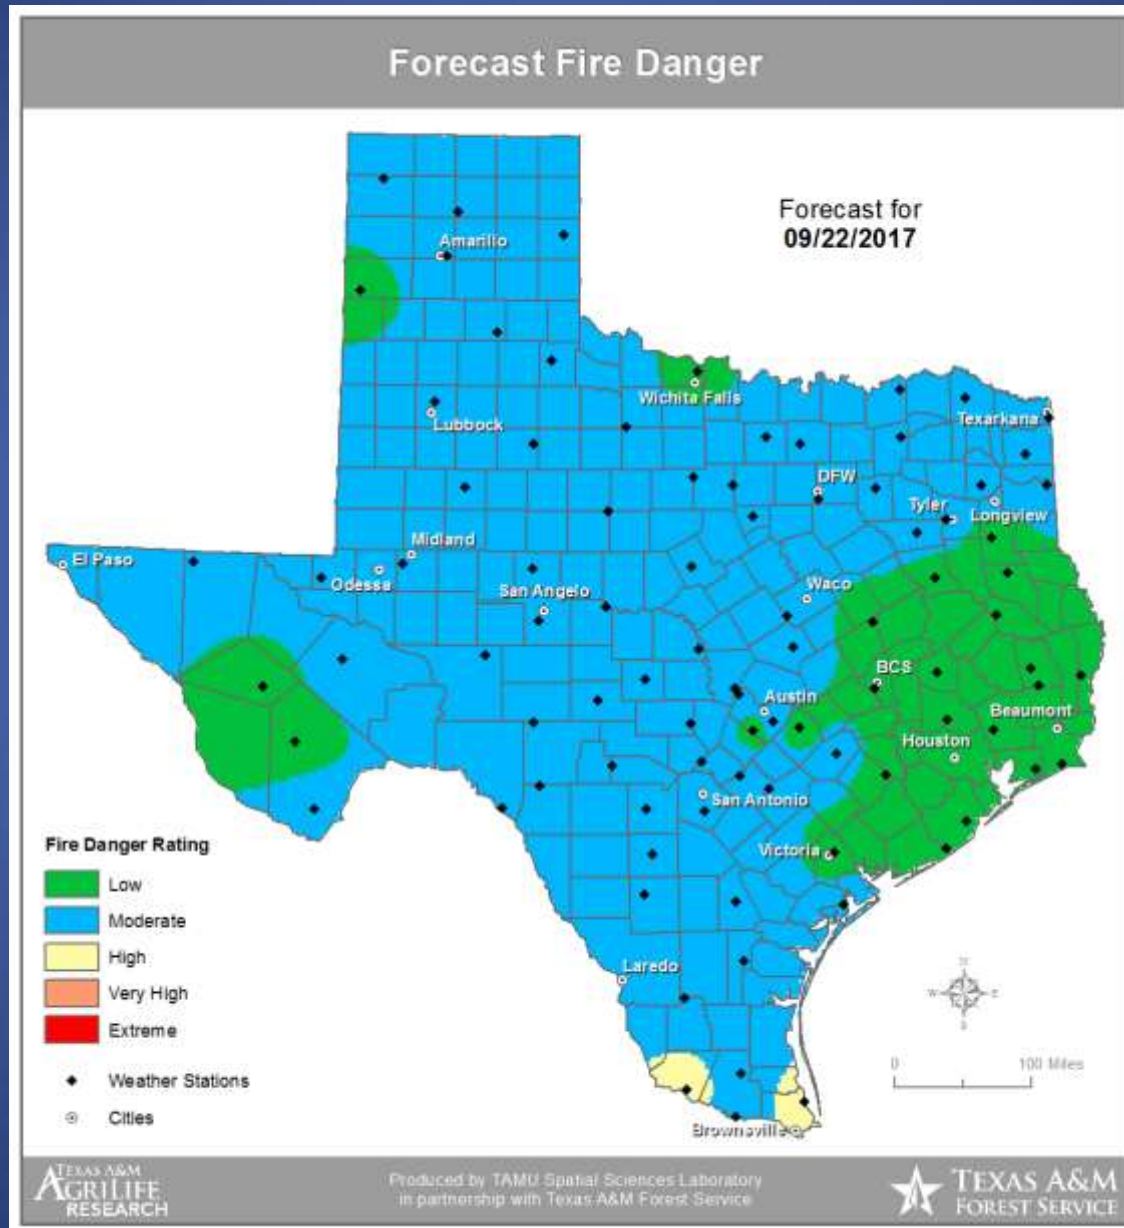 Forecast Fire Danger
Forecast for
09/22/2017
Amarillo
Wichita Falls
Lubbock
Texarkana
DFW
Tyler
Longview
El Paso
Midland
Odessa
San Angelo
Waco
BCS
Austin
Beaumont
Houston
San Antonio
Victoria
Laredo
Brownsville
Fire Danger Rating
Low
Moderate
High
Very High
Extreme
Weather Stations
Cities
N
W
E
S
0
100 Miles
TEXAS A&M
AGRILIFE
RESEARCH
Produced by TAMU Spatial Sciences Laboratory
in partnership with Texas A&M Forest Service
TEXAS A&M
FOREST SERVICE